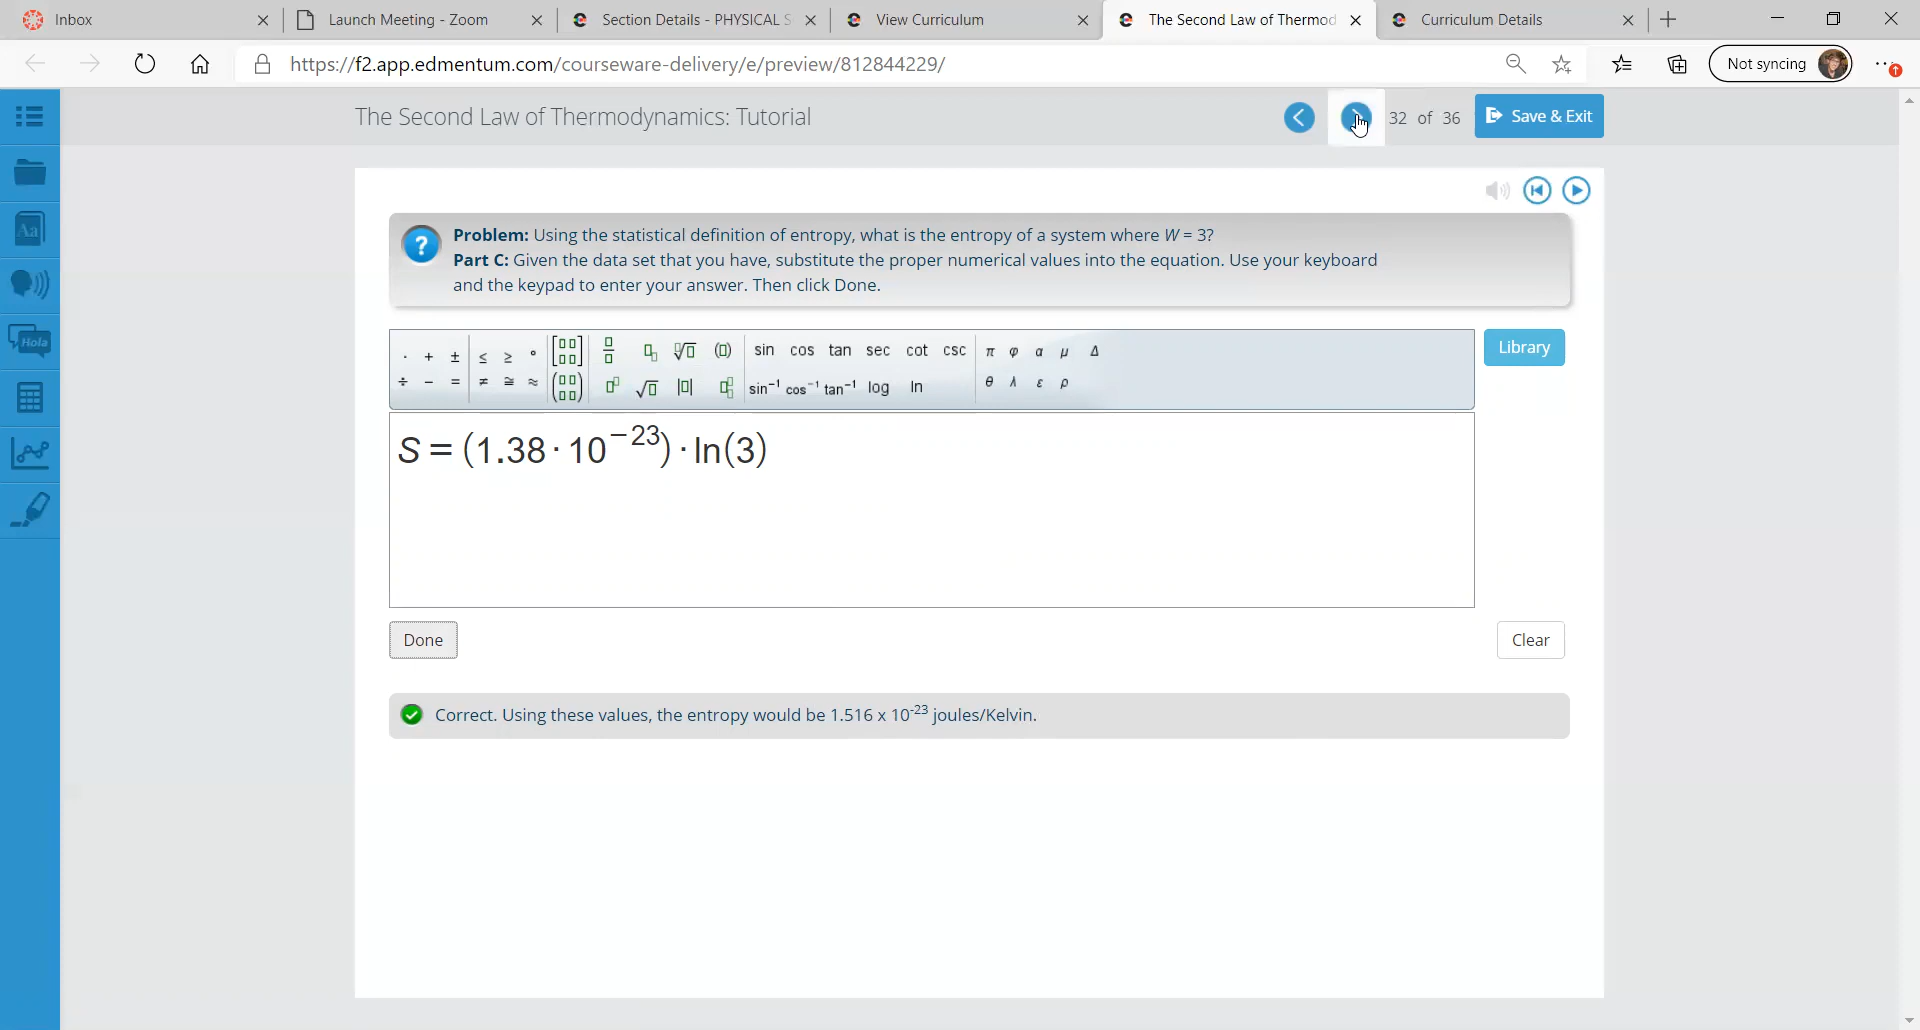 Inbox
Launch Meeting - Zoom
Section Details - PHYSICAL S
View Curriculum
The Second Law of Thermod
Curriculum Details
https://f2.app.edmentum.com/courseware-delivery/e/preview/812844229/
Not syncing
The Second Law of Thermodynamics: Tutorial
32 of 36
Save & Exit
Aa
Hola
Problem: Using the statistical definition of entropy, what is the entropy of a system where W = 3?
Part C: Given the data set that you have, substitute the proper numerical values into the equation. Use your keyboard
and the keypad to enter your answer. Then click Done.
· + ± ≤ ≥ ° sin cos tan sec cot csc π φ α μ Δ
÷ − = ≠ ≅ ≈ sin⁻¹ cos⁻¹ tan⁻¹ log ln θ λ ε ρ
Library
S = (1.38 · 10⁻²³) · ln(3)
Done
Clear
Correct. Using these values, the entropy would be 1.516 x 10⁻²³ joules/Kelvin.